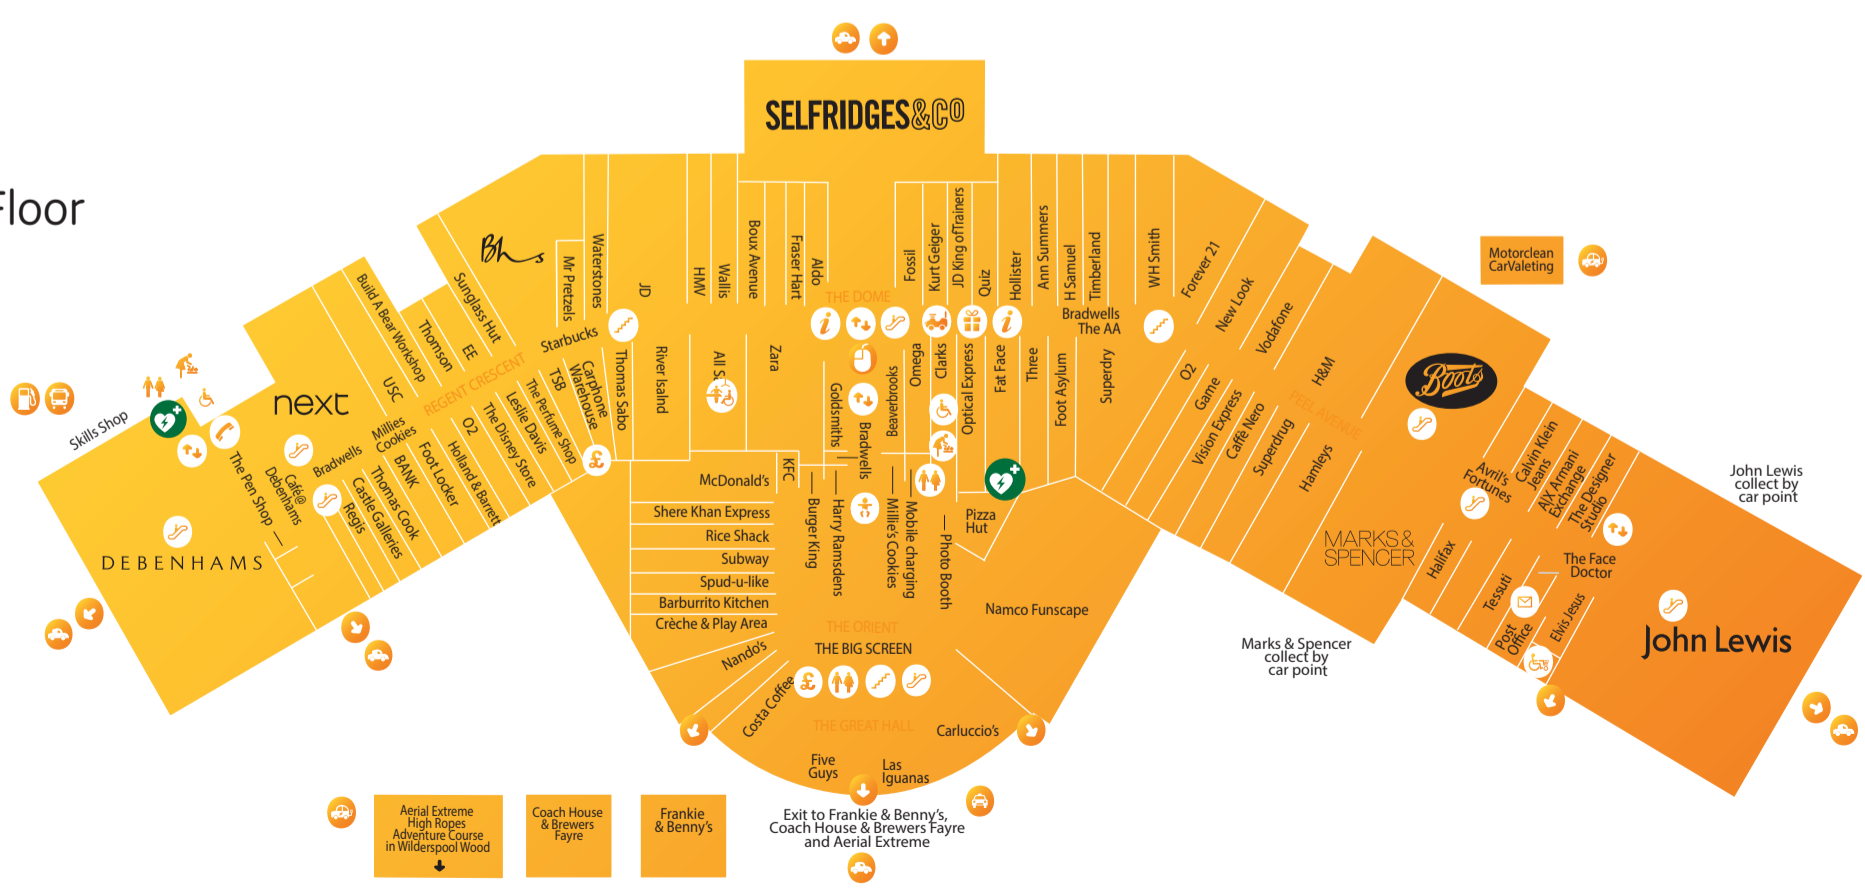 Floor
SELFRIDGES&CO
Bhs
Mr Pretzels
Waterstones
JD
HMV
Wallis
Boux Avenue
Fraser Hart
Aldo
THE DOME
Fossil
Kurt Geiger
JD King ofTrainers
Quiz
Hollister
Ann Summers
H Samuel
Timberland
Bradwells
The AA
WH Smith
Forever 21
New Look
Vodafone
H&M
PEEL AVENUE
Boots
Motorclean
CarValeting
Skills Shop
next
Build A Bear Workshop
Thomson
EE
Sunglass Hut
USC
REGENT CRESCENT
Starbucks
DEBENHAMS
The Pen Shop
Café@
Debenhams
Bradwells
Regis
Castle Galleries
Thomas Cook
Millies
Cookies
BANK
Foot Locker
O2
Holland & Barrett
The Disney Store
Leslie Davis
The Perfume Shop
TSB
Carphone
Warehouse
£
Thomas Sabo
River Isalnd
All S
Zara
Goldsmiths
Bradwells
Beaverbrooks
Omega
Clarks
Optical Express
Fat Face
Three
Foot Asylum
Superdry
O2
Game
Vision Express
Caffè Nero
Superdrug
Hamleys
MARKS &
SPENCER
Avril's
Fortunes
Calvin Klein
Jeans
A|X Armani
Exchange
The Designer
Studio
Halifax
Tessuti
Post
Office
Elvis Jesus
The Face
Doctor
John Lewis
John Lewis
collect by
car point
Marks & Spencer
collect by
car point
McDonald's
KFC
Shere Khan Express
Rice Shack
Subway
Spud-u-like
Barburrito Kitchen
Crèche & Play Area
Nando's
Burger King
Harry Ramsdens
Millie's Cookies
Mobile charging
Photo Booth
Pizza
Hut
Namco Funscape
THE ORIENT
THE BIG SCREEN
£
Costa Coffee
THE GREAT HALL
Carluccio's
Five
Guys
Las
Iguanas
Exit to Frankie & Benny's,
Coach House & Brewers Fayre
and Aerial Extreme
Aerial Extreme
High Ropes
Adventure Course
in Wilderspool Wood
Coach House
& Brewers
Fayre
Frankie
& Benny's